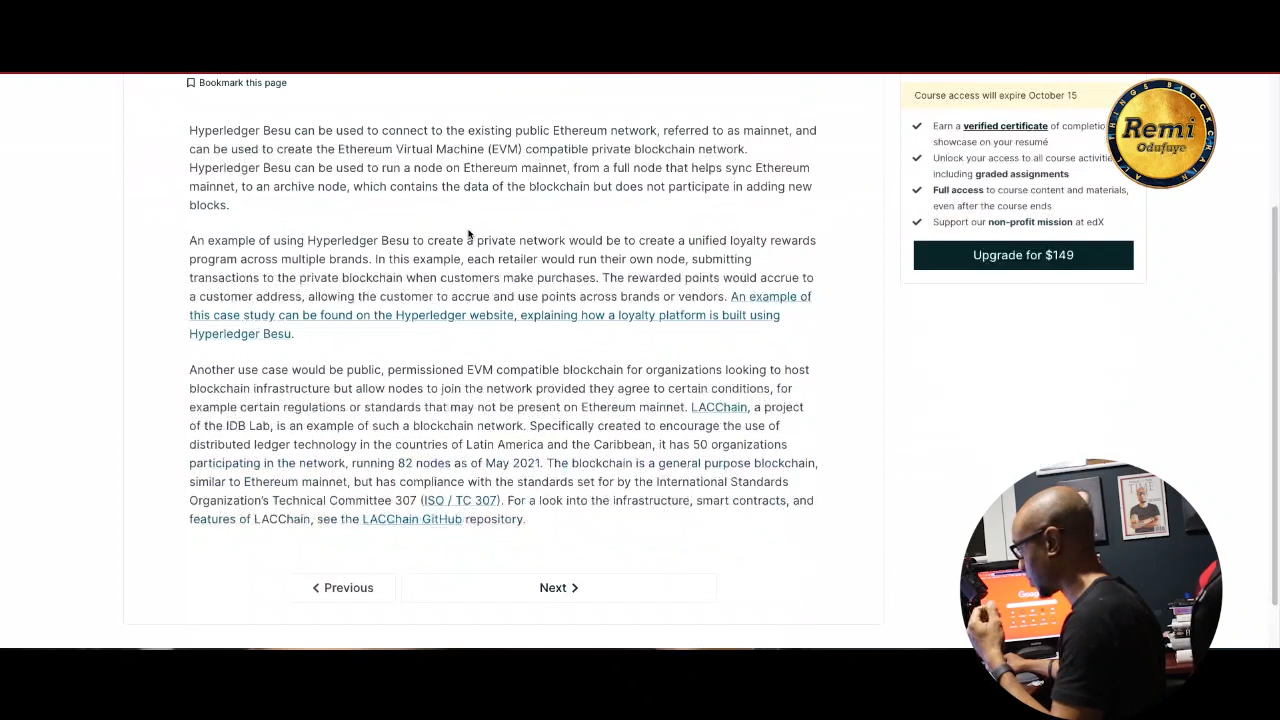 Bookmark this page
Hyperledger Besu can be used to connect to the existing public Ethereum network, referred to as mainnet, and
can be used to create the Ethereum Virtual Machine (EVM) compatible private blockchain network.
Hyperledger Besu can be used to run a node on Ethereum mainnet, from a full node that helps sync Ethereum
mainnet, to an archive node, which contains the data of the blockchain but does not participate in adding new
blocks.
An example of using Hyperledger Besu to create a private network would be to create a unified loyalty rewards
program across multiple brands. In this example, each retailer would run their own node, submitting
transactions to the private blockchain when customers make purchases. The rewarded points would accrue to
a customer address, allowing the customer to accrue and use points across brands or vendors. An example of
this case study can be found on the Hyperledger website, explaining how a loyalty platform is built using
Hyperledger Besu.
Another use case would be public, permissioned EVM compatible blockchain for organizations looking to host
blockchain infrastructure but allow nodes to join the network provided they agree to certain conditions, for
example certain regulations or standards that may not be present on Ethereum mainnet. LACChain, a project
of the IDB Lab, is an example of such a blockchain network. Specifically created to encourage the use of
distributed ledger technology in the countries of Latin America and the Caribbean, it has 50 organizations
participating in the network, running 82 nodes as of May 2021. The blockchain is a general purpose blockchain,
similar to Ethereum mainnet, but has compliance with the standards set for by the International Standards
Organization's Technical Committee 307 (ISO / TC 307). For a look into the infrastructure, smart contracts, and
features of LACChain, see the LACChain GitHub repository.
Previous
Next
Course access will expire October 15
Earn a verified certificate of completio
showcase on your resumé
Unlock your access to all course activitie
including graded assignments
Full access to course content and materials,
even after the course ends
Support our non-profit mission at edX
Upgrade for $149
ALL THINGS BLOCKCHAIN
Remi
Odufuye
TIME